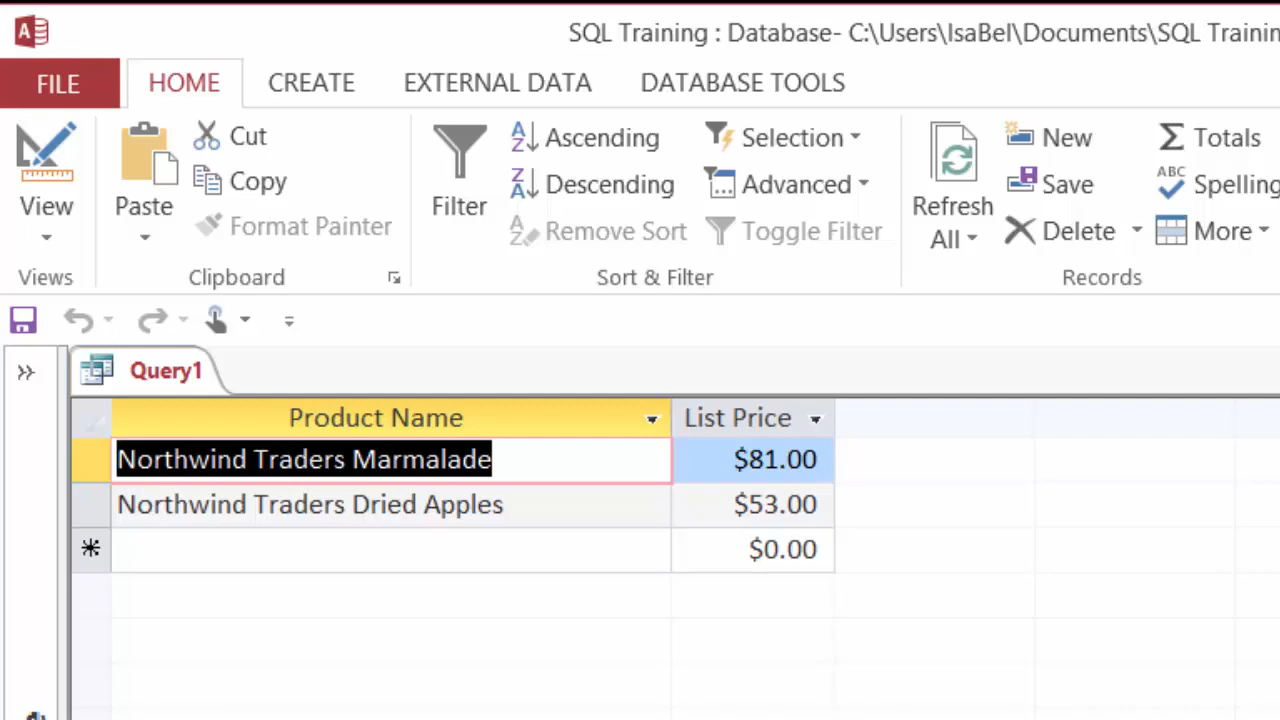 SQL Training : Database- C:\Users\IsaBel\Documents\SQL Trainin
FILE HOME CREATE EXTERNAL DATA DATABASE TOOLS
View
Views
Paste
Cut
Copy
Format Painter
Clipboard
Filter
Ascending
Descending
Remove Sort
Selection
Advanced
Toggle Filter
Sort & Filter
Refresh
All
New
Save
Delete
Totals
ABC
Spelling
More
Records
Query1
Product Name List Price
Northwind Traders Marmalade $81.00
Northwind Traders Dried Apples $53.00
$0.00